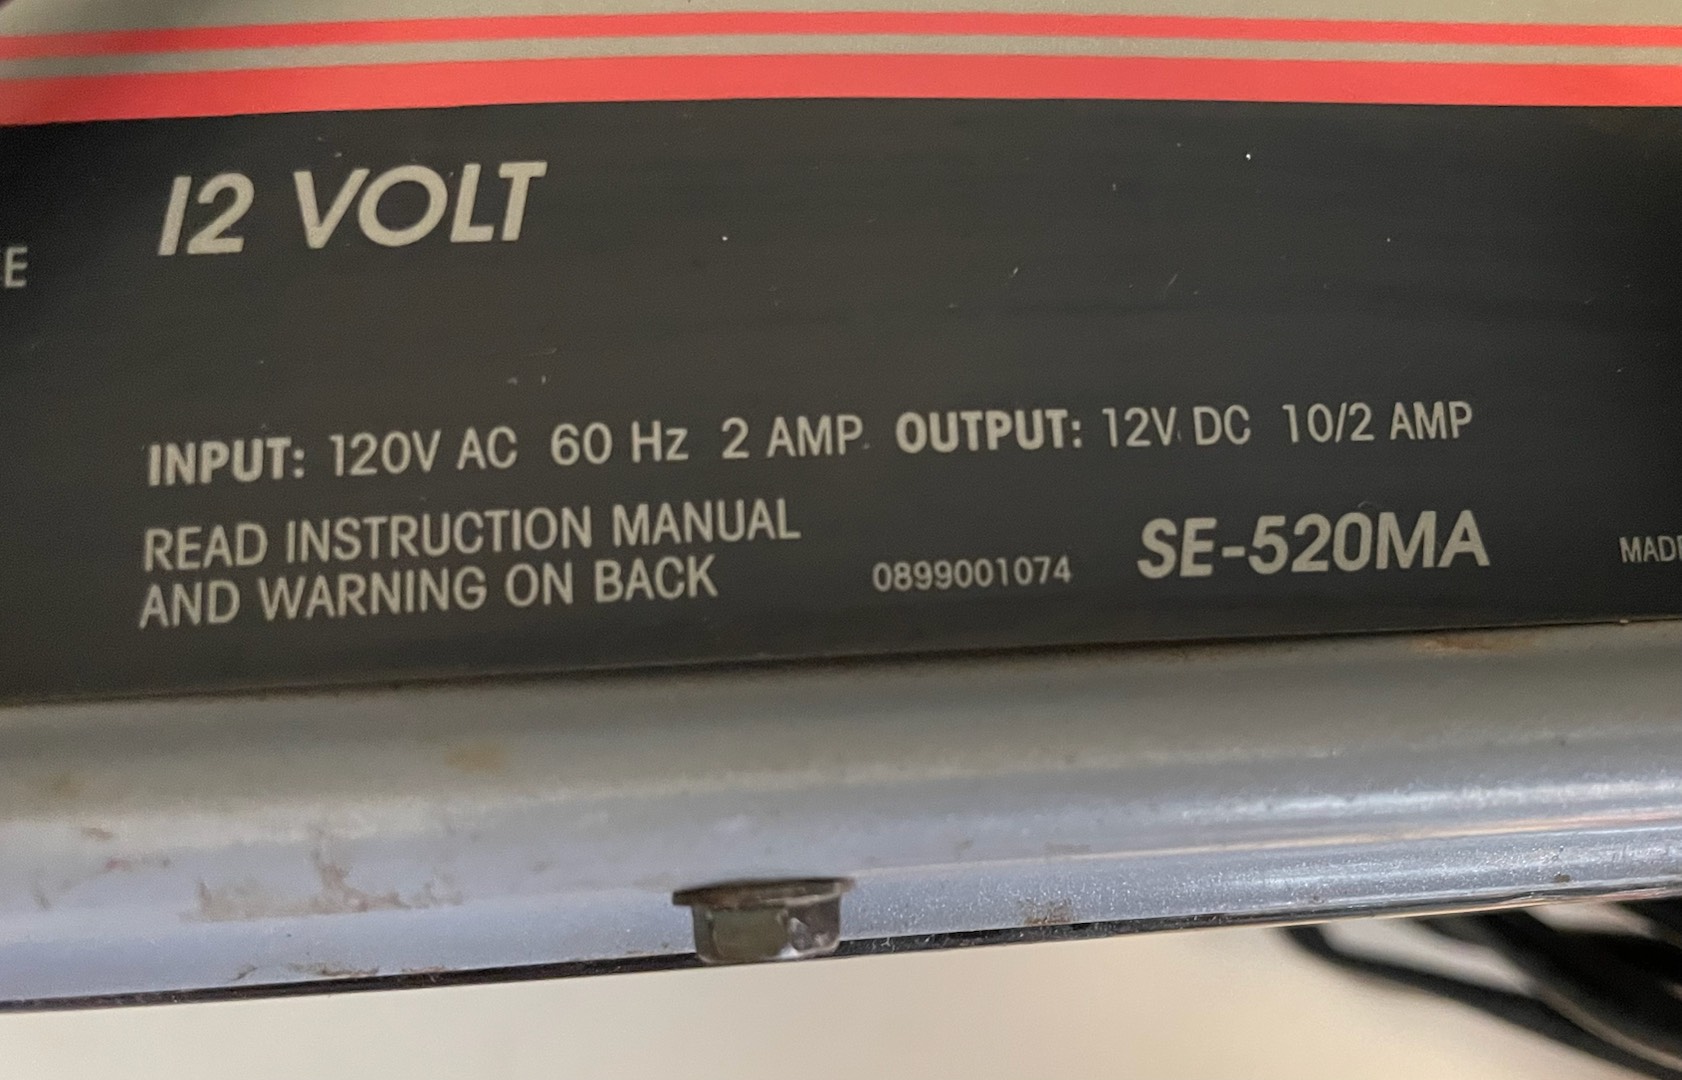 12 VOLT
E
INPUT: 120V AC 60 Hz 2 AMP OUTPUT: 12V DC 10/2 AMP
READ INSTRUCTION MANUAL
AND WARNING ON BACK
0899001074 SE-520MA